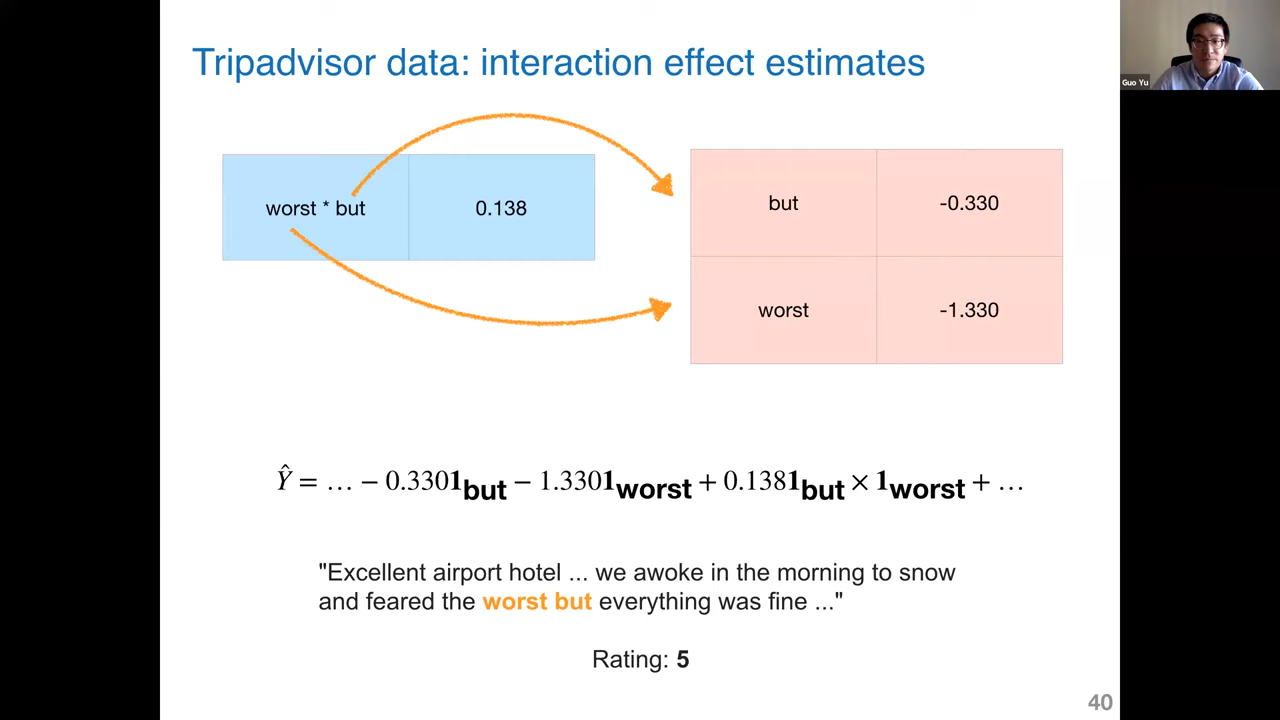 Tripadvisor data: interaction effect estimates
Guo Yu
worst * but 0.138
but -0.330
worst -1.330
Ŷ = … − 0.330𝟏but − 1.330𝟏worst + 0.138𝟏but × 𝟏worst + …
"Excellent airport hotel ... we awoke in the morning to snow
and feared the worst but everything was fine ..."
Rating: 5
40